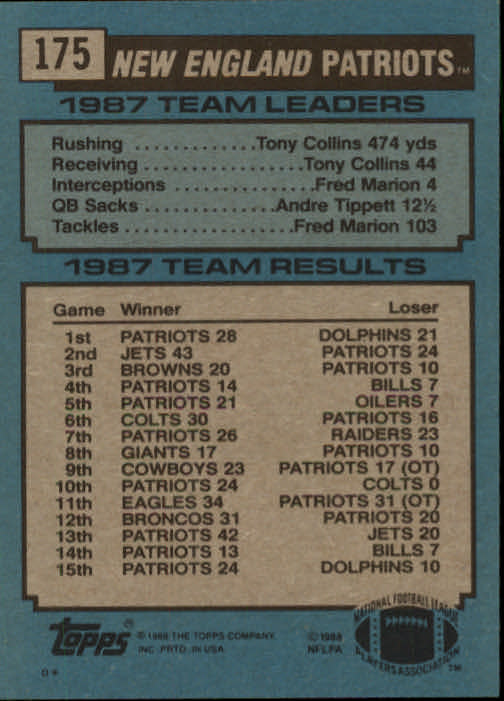 175
NEW ENGLAND PATRIOTS™
1987 TEAM LEADERS
Rushing .............Tony Collins 474 yds
Receiving .................Tony Collins 44
Interceptions .............Fred Marion 4
QB Sacks ............Andre Tippett 12½
Tackles .................Fred Marion 103
1987 TEAM RESULTS
Game Winner Loser
1st PATRIOTS 28 DOLPHINS 21
2nd JETS 43 PATRIOTS 24
3rd BROWNS 20 PATRIOTS 10
4th PATRIOTS 14 BILLS 7
5th PATRIOTS 21 OILERS 7
6th COLTS 30 PATRIOTS 16
7th PATRIOTS 26 RAIDERS 23
8th GIANTS 17 PATRIOTS 10
9th COWBOYS 23 PATRIOTS 17 (OT)
10th PATRIOTS 24 COLTS 0
11th EAGLES 34 PATRIOTS 31 (OT)
12th BRONCOS 31 PATRIOTS 20
13th PATRIOTS 42 JETS 20
14th PATRIOTS 13 BILLS 7
15th PATRIOTS 24 DOLPHINS 10
topps®
© 1988 THE TOPPS COMPANY,
INC. PRTD. IN USA
© 1988
NFLPA
NATIONAL FOOTBALL LEAGUE
PLAYERS ASSOCIATION
™
D*